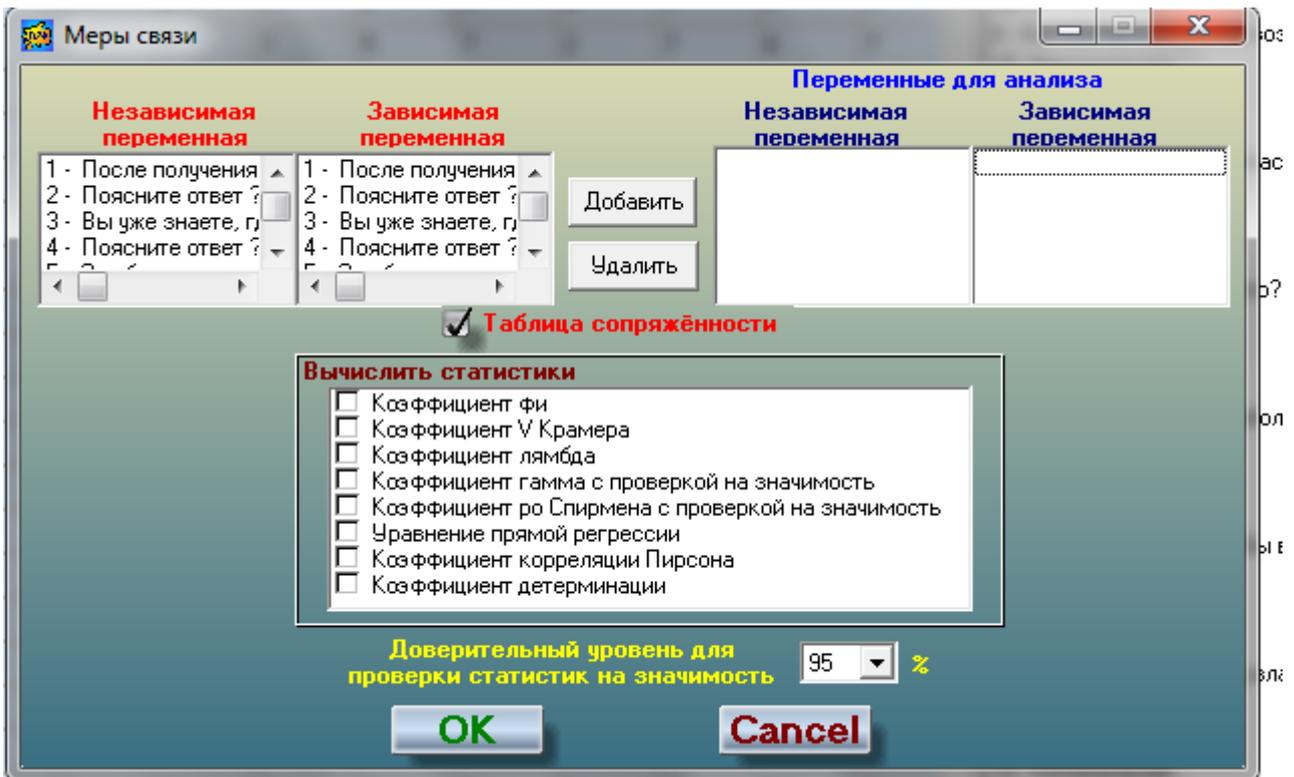 Меры связи
Переменные для анализа
Независимая переменная
Зависимая переменная
Независимая переменная
Зависимая переменная
1 - После получения
2 - Поясните ответ ?
3 - Вы уже знаете, гд
4 - Поясните ответ ?
1 - После получения
2 - Поясните ответ ?
3 - Вы уже знаете, гд
4 - Поясните ответ ?
Добавить
Удалить
Таблица сопряжённости
Вычислить статистики
Коэффициент фи
Коэффициент V Крамера
Коэффициент лямбда
Коэффициент гамма с проверкой на значимость
Коэффициент ро Спирмена с проверкой на значимость
Уравнение прямой регрессии
Коэффициент корреляции Пирсона
Коэффициент детерминации
Доверительный уровень для
проверки статистик на значимость
95 %
OK
Cancel